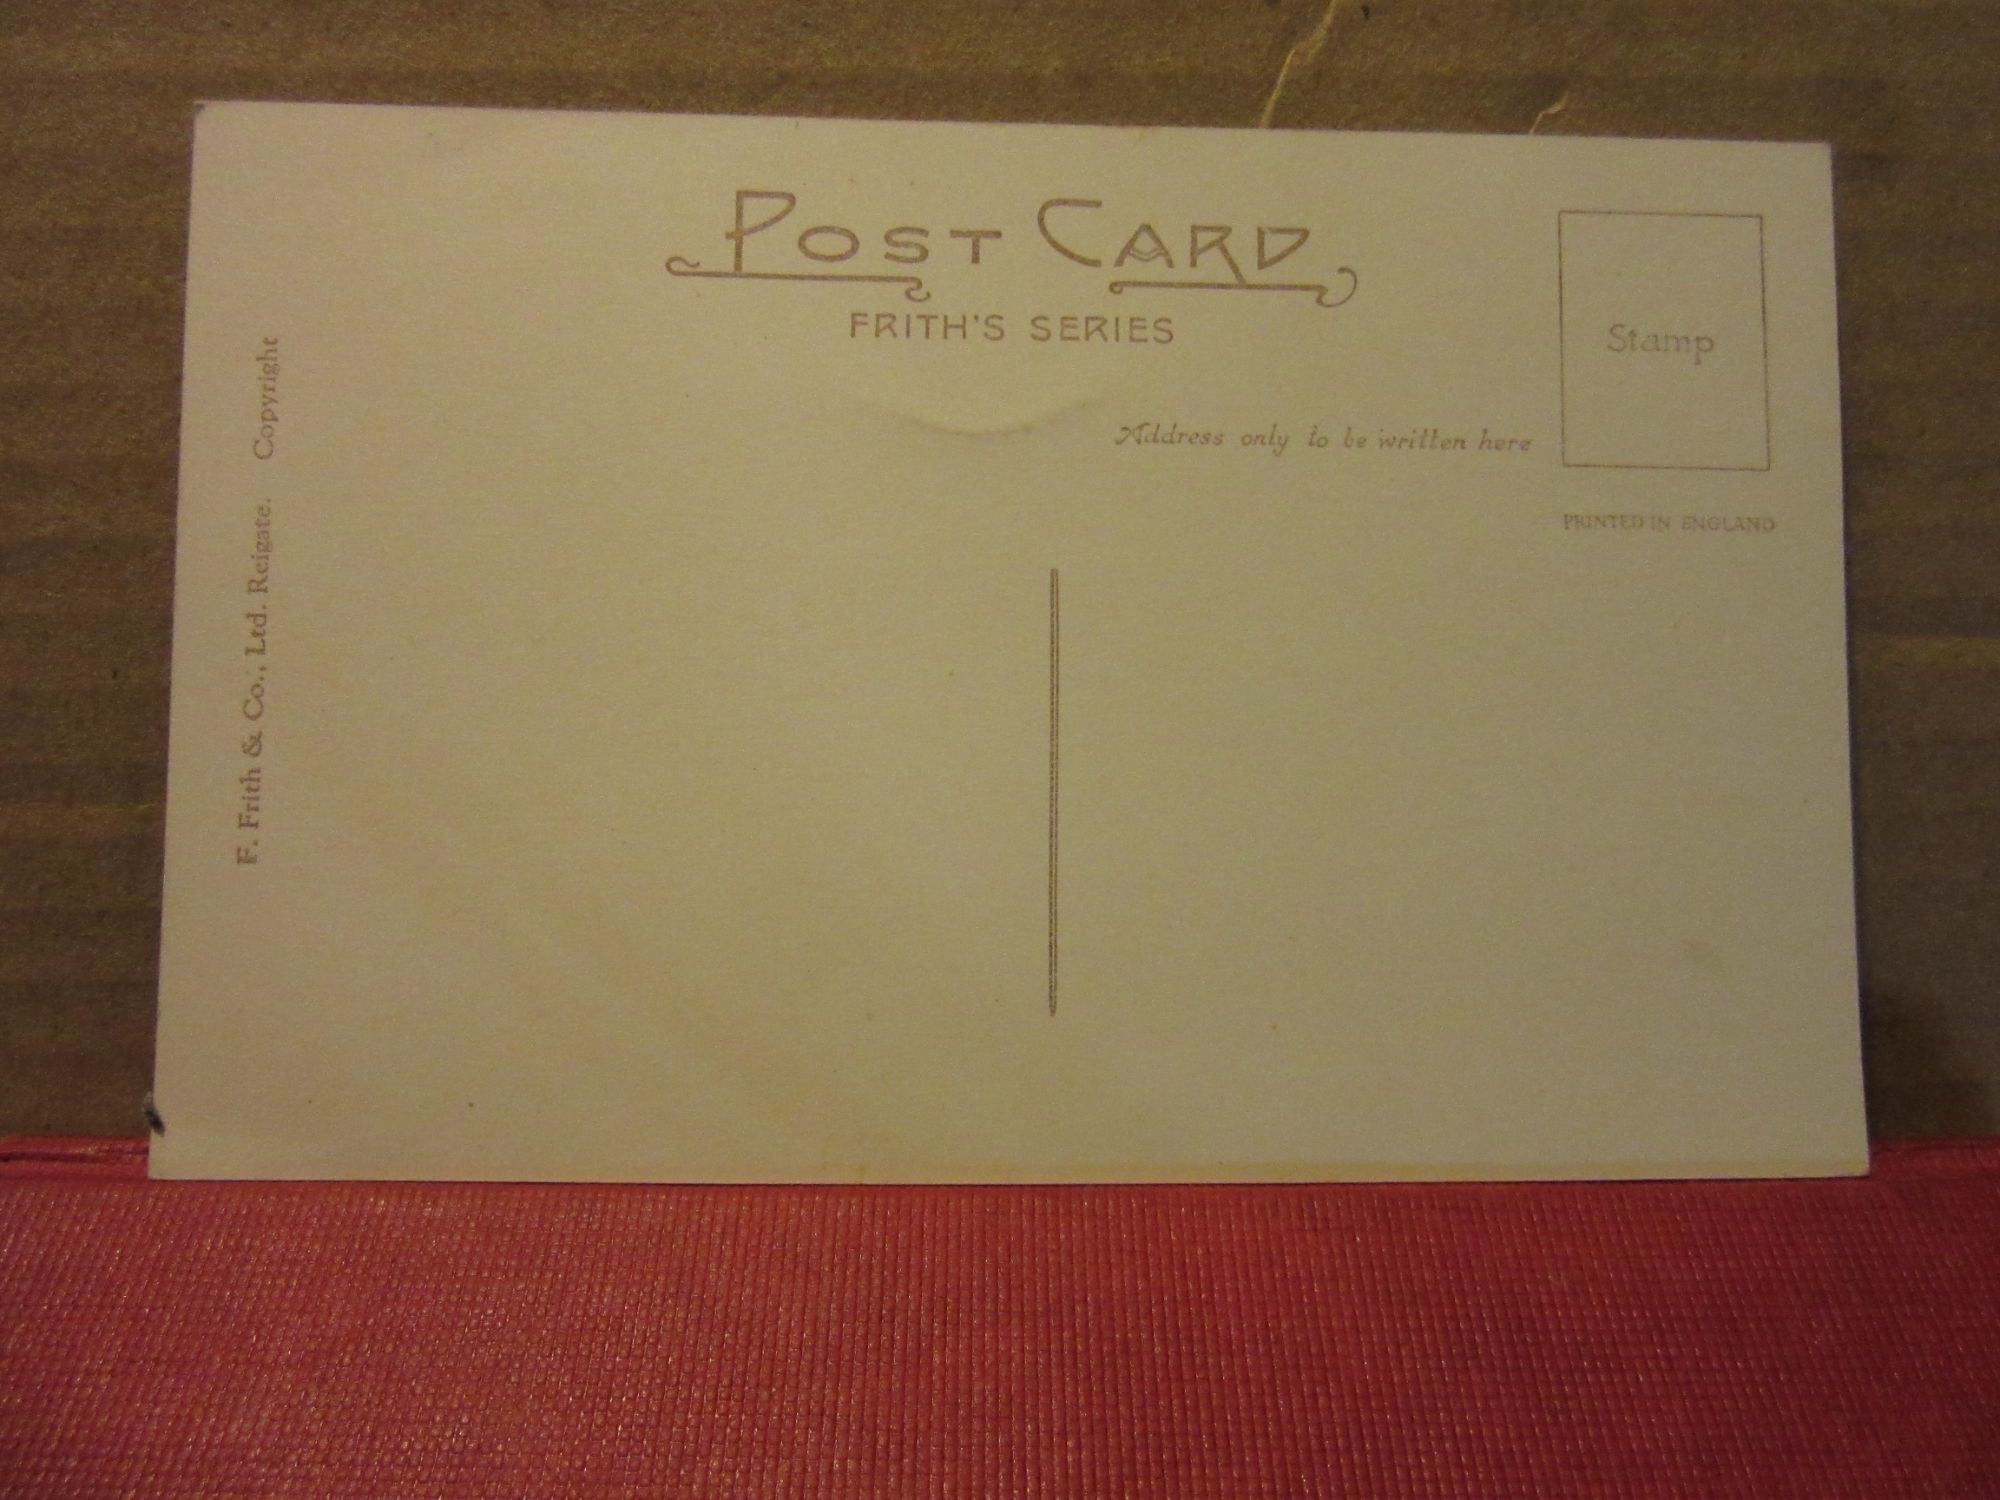 POST CARD
FRITH'S SERIES
Stamp
Address only to be written here
PRINTED IN ENGLAND
F. Frith & Co., Ltd. Reigate. Copyright